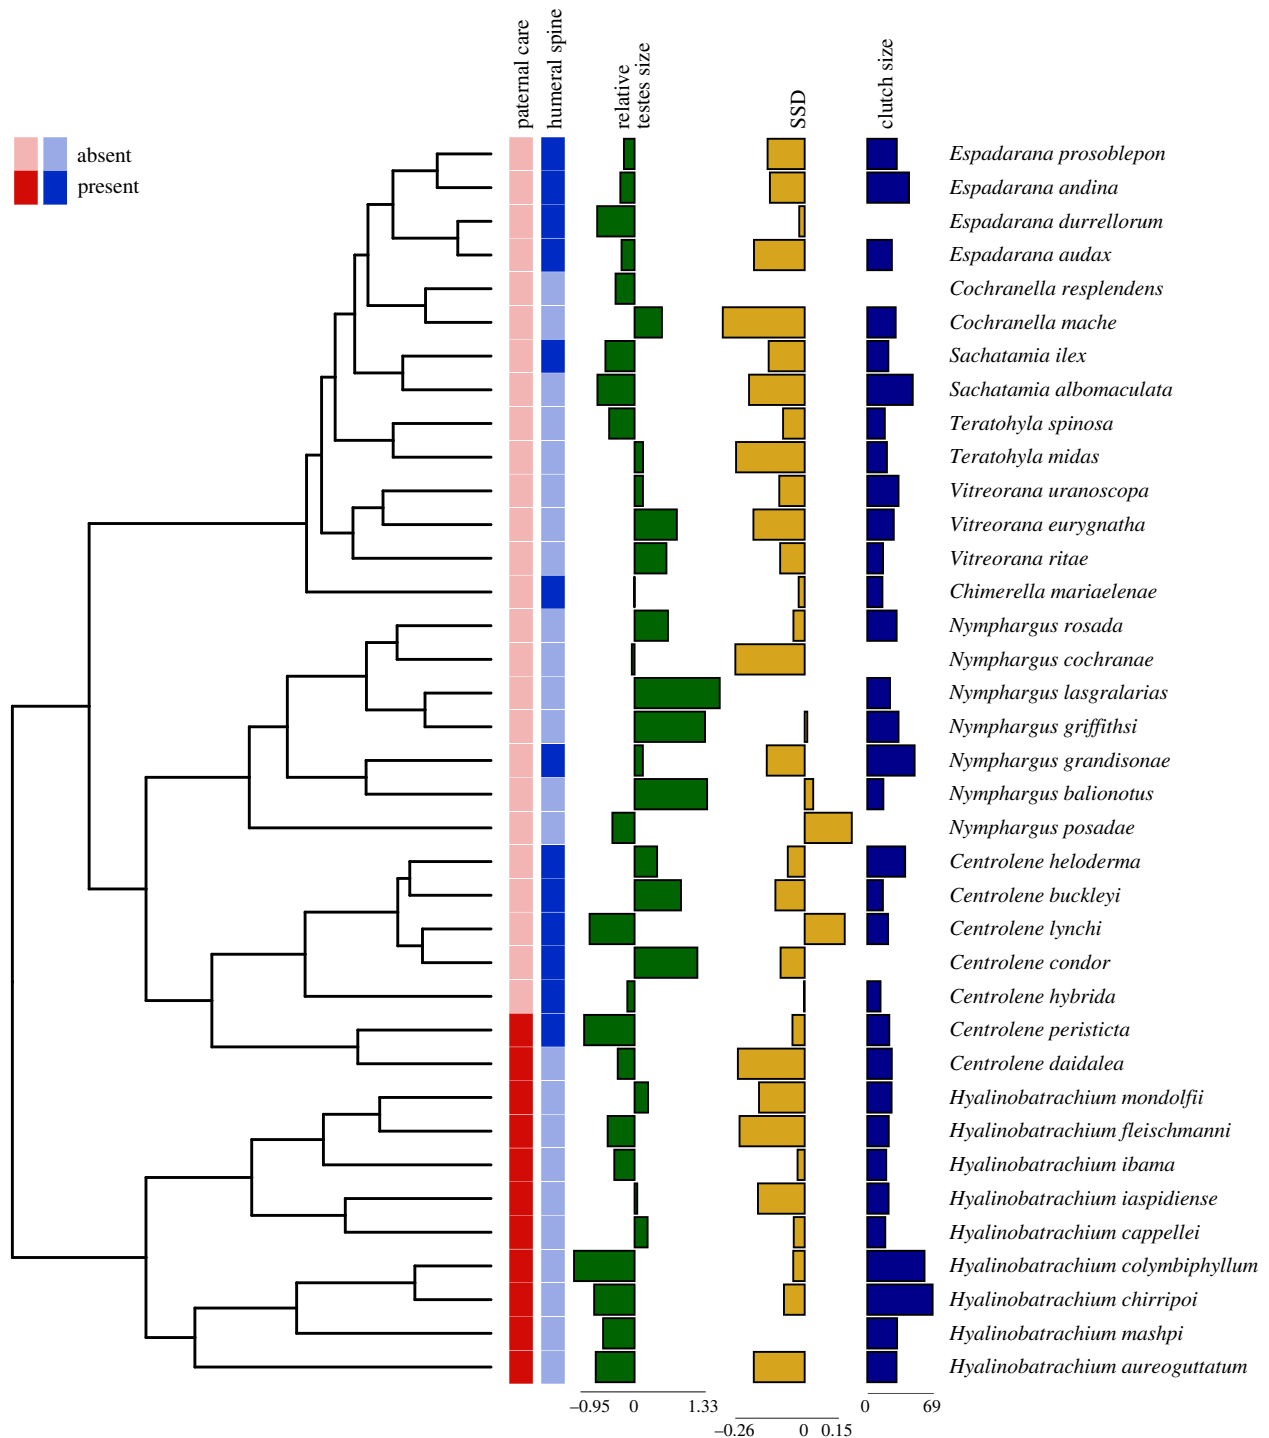 paternal care
humeral spine
relative
testes size
SSD
clutch size
absent
present
Espadarana prosoblepon
Espadarana andina
Espadarana durrellorum
Espadarana audax
Cochranella resplendens
Cochranella mache
Sachatamia ilex
Sachatamia albomaculata
Teratohyla spinosa
Teratohyla midas
Vitreorana uranoscopa
Vitreorana eurygnatha
Vitreorana ritae
Chimerella mariaelenae
Nymphargus rosada
Nymphargus cochranae
Nymphargus lasgralarias
Nymphargus griffithsi
Nymphargus grandisonae
Nymphargus balionotus
Nymphargus posadae
Centrolene heloderma
Centrolene buckleyi
Centrolene lynchi
Centrolene condor
Centrolene hybrida
Centrolene peristicta
Centrolene daidalea
Hyalinobatrachium mondolfii
Hyalinobatrachium fleischmanni
Hyalinobatrachium ibama
Hyalinobatrachium iaspidiense
Hyalinobatrachium cappellei
Hyalinobatrachium colymbiphyllum
Hyalinobatrachium chirripoi
Hyalinobatrachium mashpi
Hyalinobatrachium aureoguttatum
−0.95 0 1.33
−0.26 0 0.15
0 69